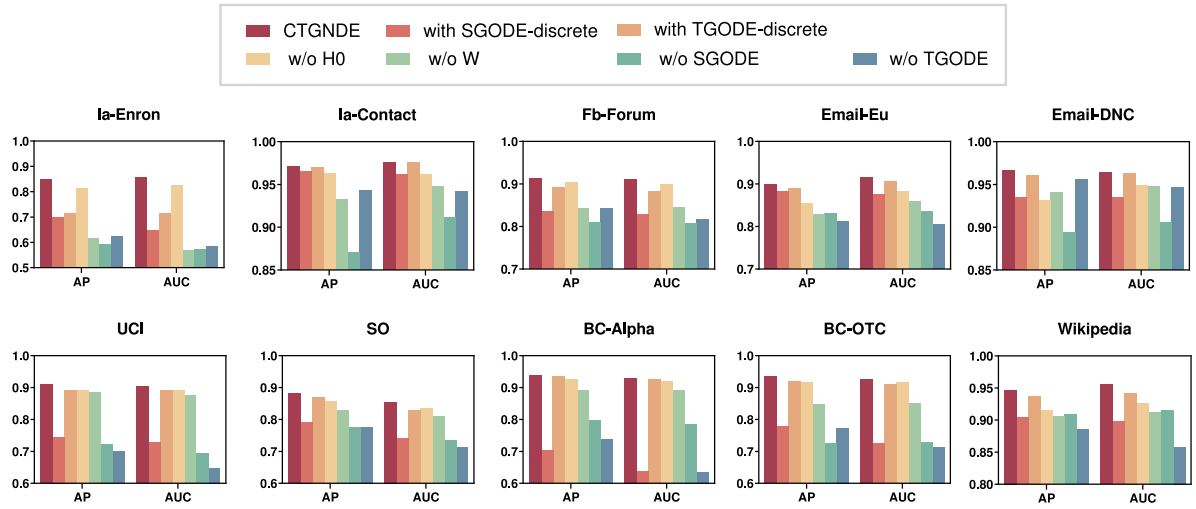 CTGNDE with SGODE-discrete with TGODE-discrete
w/o H0 w/o W w/o SGODE w/o TGODE
Ia-Enron Ia-Contact Fb-Forum Email-Eu Email-DNC
1.0 1.00 1.0 1.0 1.00
0.9
0.8 0.95 0.9 0.9 0.95
0.7 0.90 0.8 0.8 0.90
0.6
0.5 0.85 0.7 0.7 0.85
AP AUC AP AUC AP AUC AP AUC AP AUC
UCI SO BC-Alpha BC-OTC Wikipedia
1.0 1.0 1.0 1.0 1.00
0.9 0.9 0.9 0.9 0.95
0.8 0.8 0.8 0.8 0.90
0.7 0.7 0.7 0.7 0.85
0.6 0.6 0.6 0.6 0.80
AP AUC AP AUC AP AUC AP AUC AP AUC